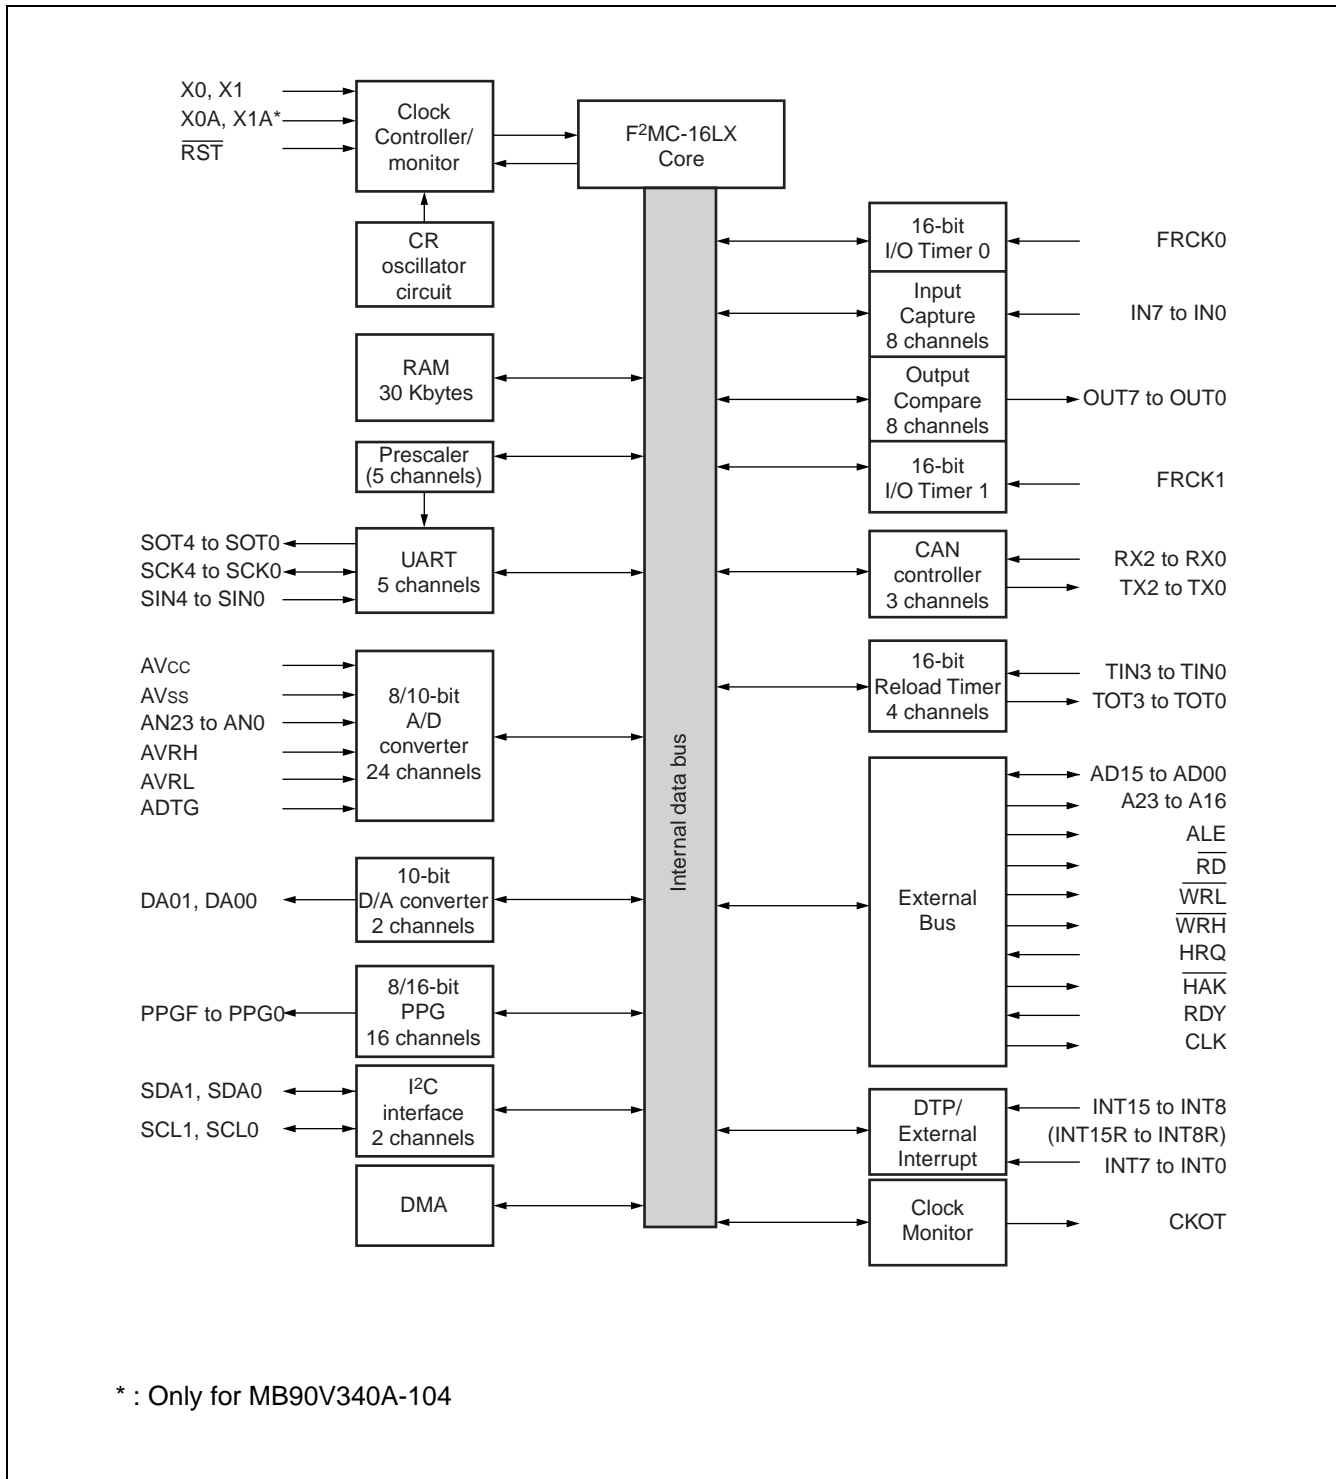 X0, X1
X0A, X1A*
RST
Clock
Controller/
monitor
F²MC-16LX
Core
CR
oscillator
circuit
RAM
30 Kbytes
Prescaler
(5 channels)
SOT4 to SOT0
SCK4 to SCK0
SIN4 to SIN0
UART
5 channels
AVCC
AVSS
AN23 to AN0
AVRH
AVRL
ADTG
8/10-bit
A/D
converter
24 channels
DA01, DA00
10-bit
D/A converter
2 channels
PPGF to PPG0
8/16-bit
PPG
16 channels
SDA1, SDA0
SCL1, SCL0
I²C
interface
2 channels
DMA
Internal data bus
16-bit
I/O Timer 0
FRCK0
Input
Capture
8 channels
IN7 to IN0
Output
Compare
8 channels
OUT7 to OUT0
16-bit
I/O Timer 1
FRCK1
CAN
controller
3 channels
RX2 to RX0
TX2 to TX0
16-bit
Reload Timer
4 channels
TIN3 to TIN0
TOT3 to TOT0
External
Bus
AD15 to AD00
A23 to A16
ALE
RD
WRL
WRH
HRQ
HAK
RDY
CLK
DTP/
External
Interrupt
INT15 to INT8
(INT15R to INT8R)
INT7 to INT0
Clock
Monitor
CKOT
* : Only for MB90V340A-104